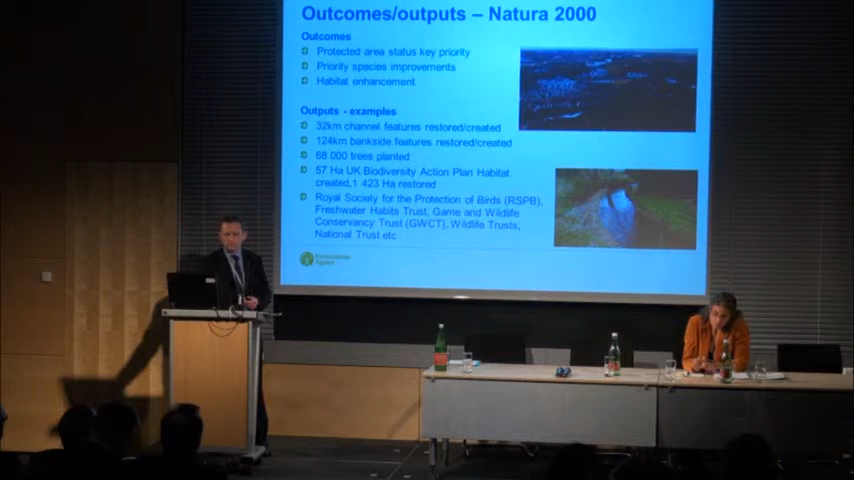 Outcomes/outputs – Natura 2000
Outcomes
Protected area status key priority
Priority species improvements
Habitat enhancement
Outputs - examples
32km channel features restored/created
124km bankside features restored/created
68 000 trees planted
57 Ha UK Biodiversity Action Plan Habitat
created,1 423 Ha restored
Royal Society for the Protection of Birds (RSPB),
Freshwater Habits Trust, Game and Wildlife
Conservancy Trust (GWCT), Wildlife Trusts,
National Trust etc
Environment
Agency